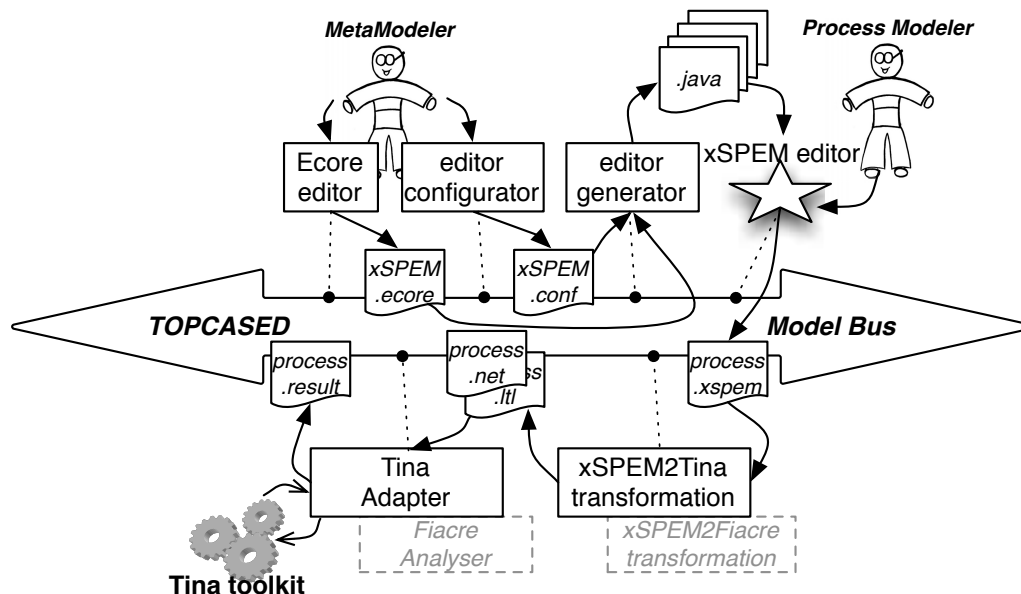 MetaModeler
Process Modeler
.java
Ecore
editor
editor
configurator
editor
generator
xSPEM editor
xSPEM
.ecore
xSPEM
.conf
TOPCASED
Model Bus
process
.result
process
.net
.ltl
process
.xspem
Tina
Adapter
xSPEM2Tina
transformation
Fiacre
Analyser
xSPEM2Fiacre
transformation
Tina toolkit